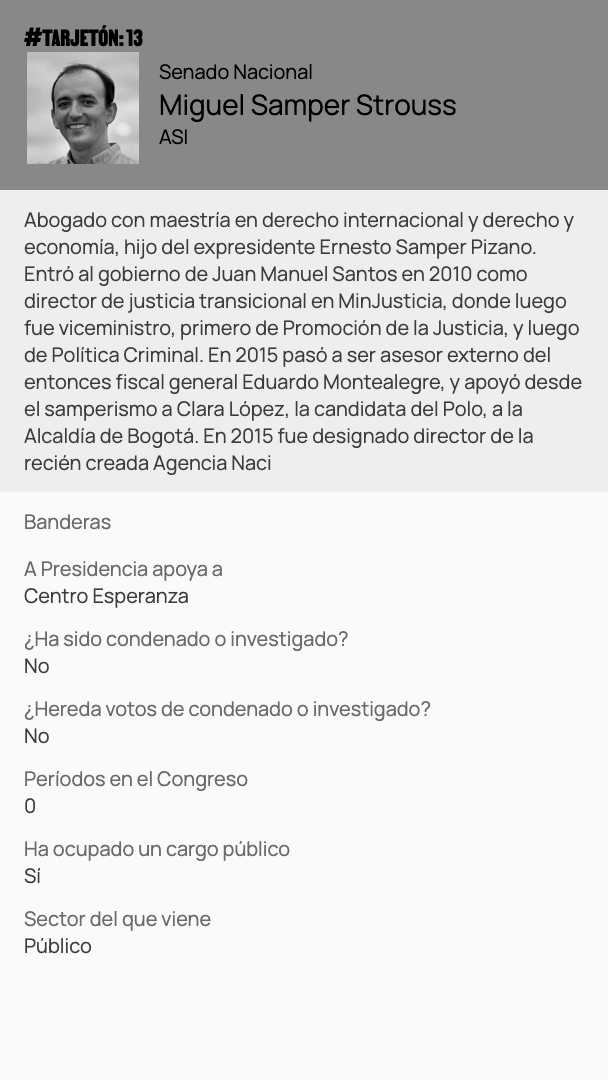 #TARJETÓN: 13
Senado Nacional
Miguel Samper Strouss
ASI
Abogado con maestría en derecho internacional y derecho y
economía, hijo del expresidente Ernesto Samper Pizano.
Entró al gobierno de Juan Manuel Santos en 2010 como
director de justicia transicional en MinJusticia, donde luego
fue viceministro, primero de Promoción de la Justicia, y luego
de Política Criminal. En 2015 pasó a ser asesor externo del
entonces fiscal general Eduardo Montealegre, y apoyó desde
el samperismo a Clara López, la candidata del Polo, a la
Alcaldía de Bogotá. En 2015 fue designado director de la
recién creada Agencia Naci
Banderas
A Presidencia apoya a
Centro Esperanza
¿Ha sido condenado o investigado?
No
¿Hereda votos de condenado o investigado?
No
Períodos en el Congreso
0
Ha ocupado un cargo público
Sí
Sector del que viene
Público